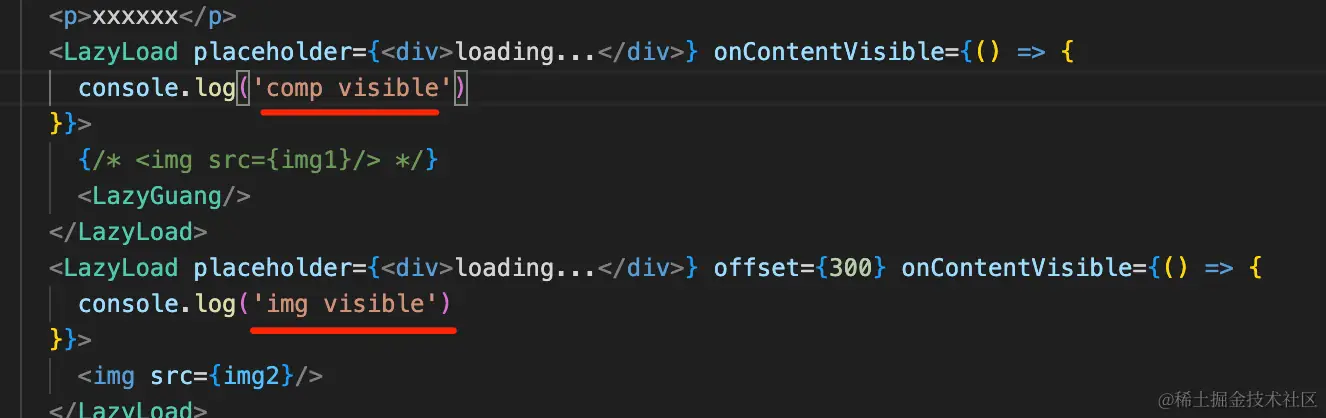 <p>xxxxxx</p>
<LazyLoad placeholder={<div>loading...</div>} onContentVisible={() => {
console.log('comp visible')
}}>
{/* <img src={img1}/> */}
<LazyGuang/>
</LazyLoad>
<LazyLoad placeholder={<div>loading...</div>} offset={300} onContentVisible={() => {
console.log('img visible')
}}>
<img src={img2}/>
</LazyLoad>
@稀土掘金技术社区